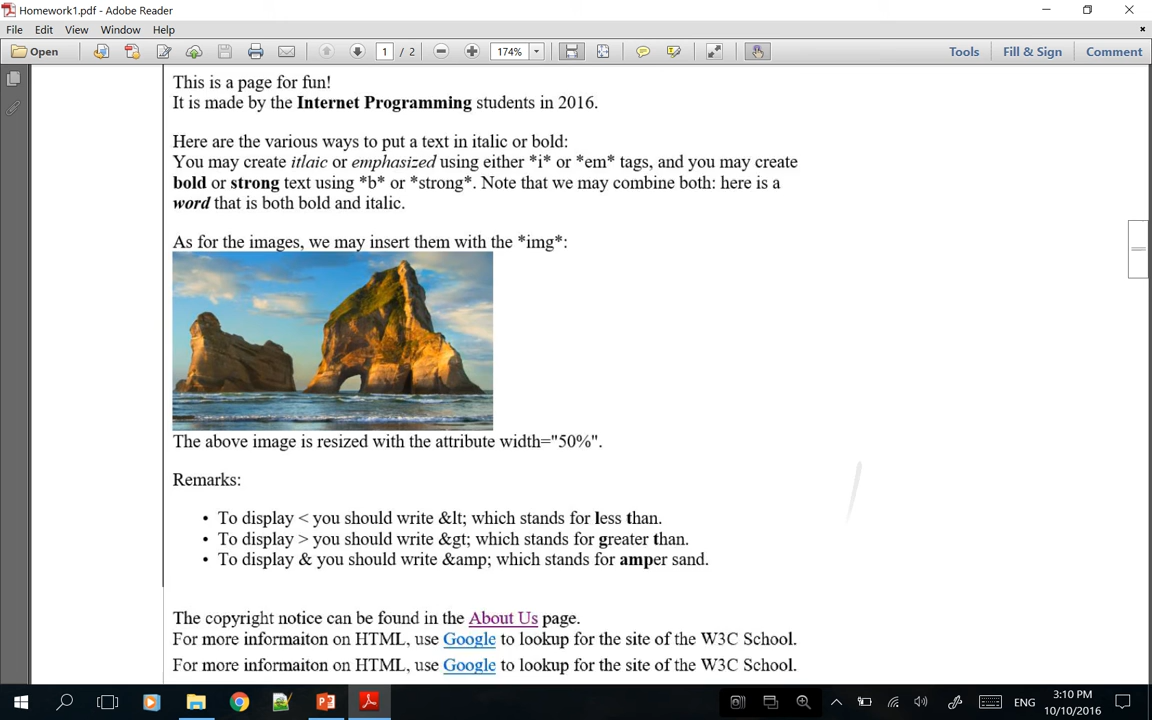 Homework1.pdf - Adobe Reader
File Edit View Window Help
Open 1 / 2 174% Tools Fill & Sign Comment
This is a page for fun!
It is made by the Internet Programming students in 2016.
Here are the various ways to put a text in italic or bold:
You may create itlaic or emphasized using either *i* or *em* tags, and you may create
bold or strong text using *b* or *strong*. Note that we may combine both: here is a
word that is both bold and italic.
As for the images, we may insert them with the *img*:
The above image is resized with the attribute width="50%".
Remarks:
• To display < you should write &lt; which stands for less than.
• To display > you should write &gt; which stands for greater than.
• To display & you should write &amp; which stands for amper sand.
The copyright notice can be found in the About Us page.
For more informaiton on HTML, use Google to lookup for the site of the W3C School.
For more informaiton on HTML, use Google to lookup for the site of the W3C School.
ENG
3:10 PM
10/10/2016